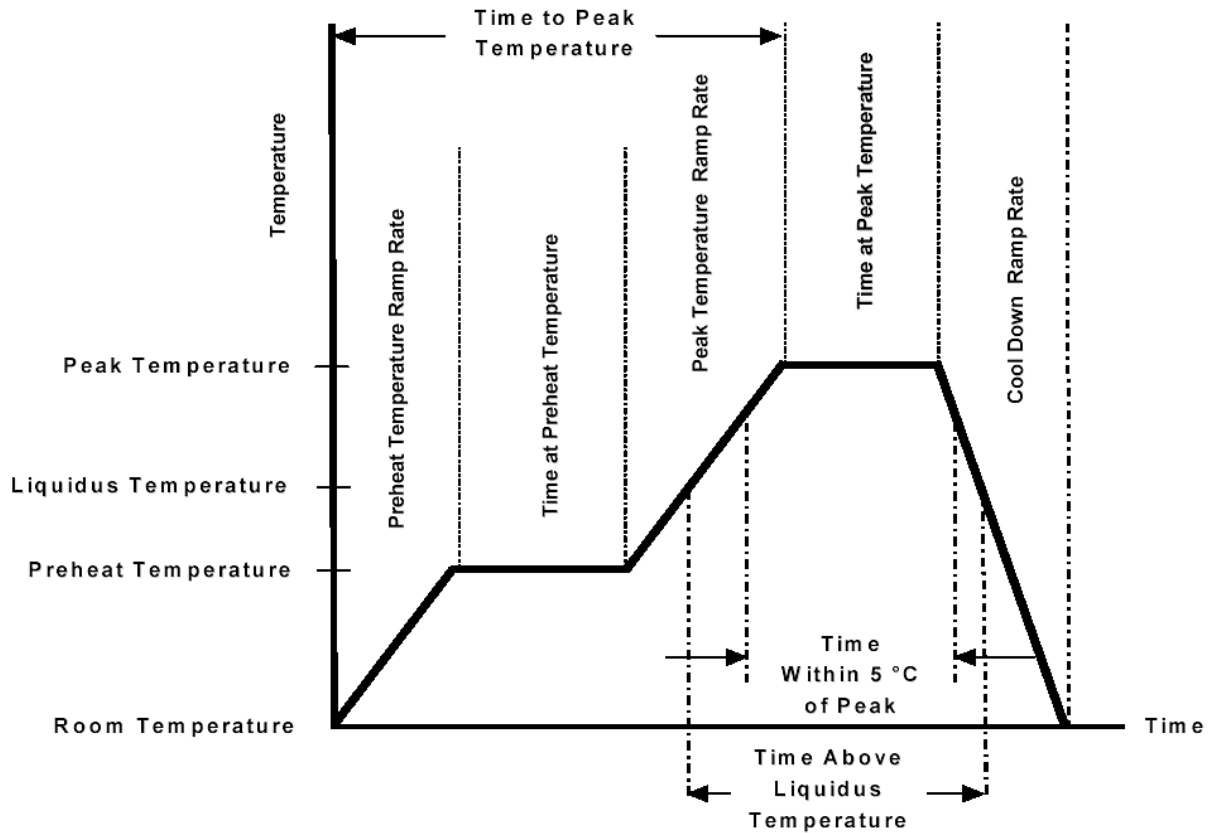 Time to Peak
Temperature
Temperature
Preheat Temperature Ramp Rate
Time at Preheat Temperature
Peak Temperature Ramp Rate
Time at Peak Temperature
Cool Down Ramp Rate
Peak Temperature
Liquidus Temperature
Preheat Temperature
Room Temperature
Time
Within 5 °C
of Peak
Time
Time Above
Liquidus
Temperature